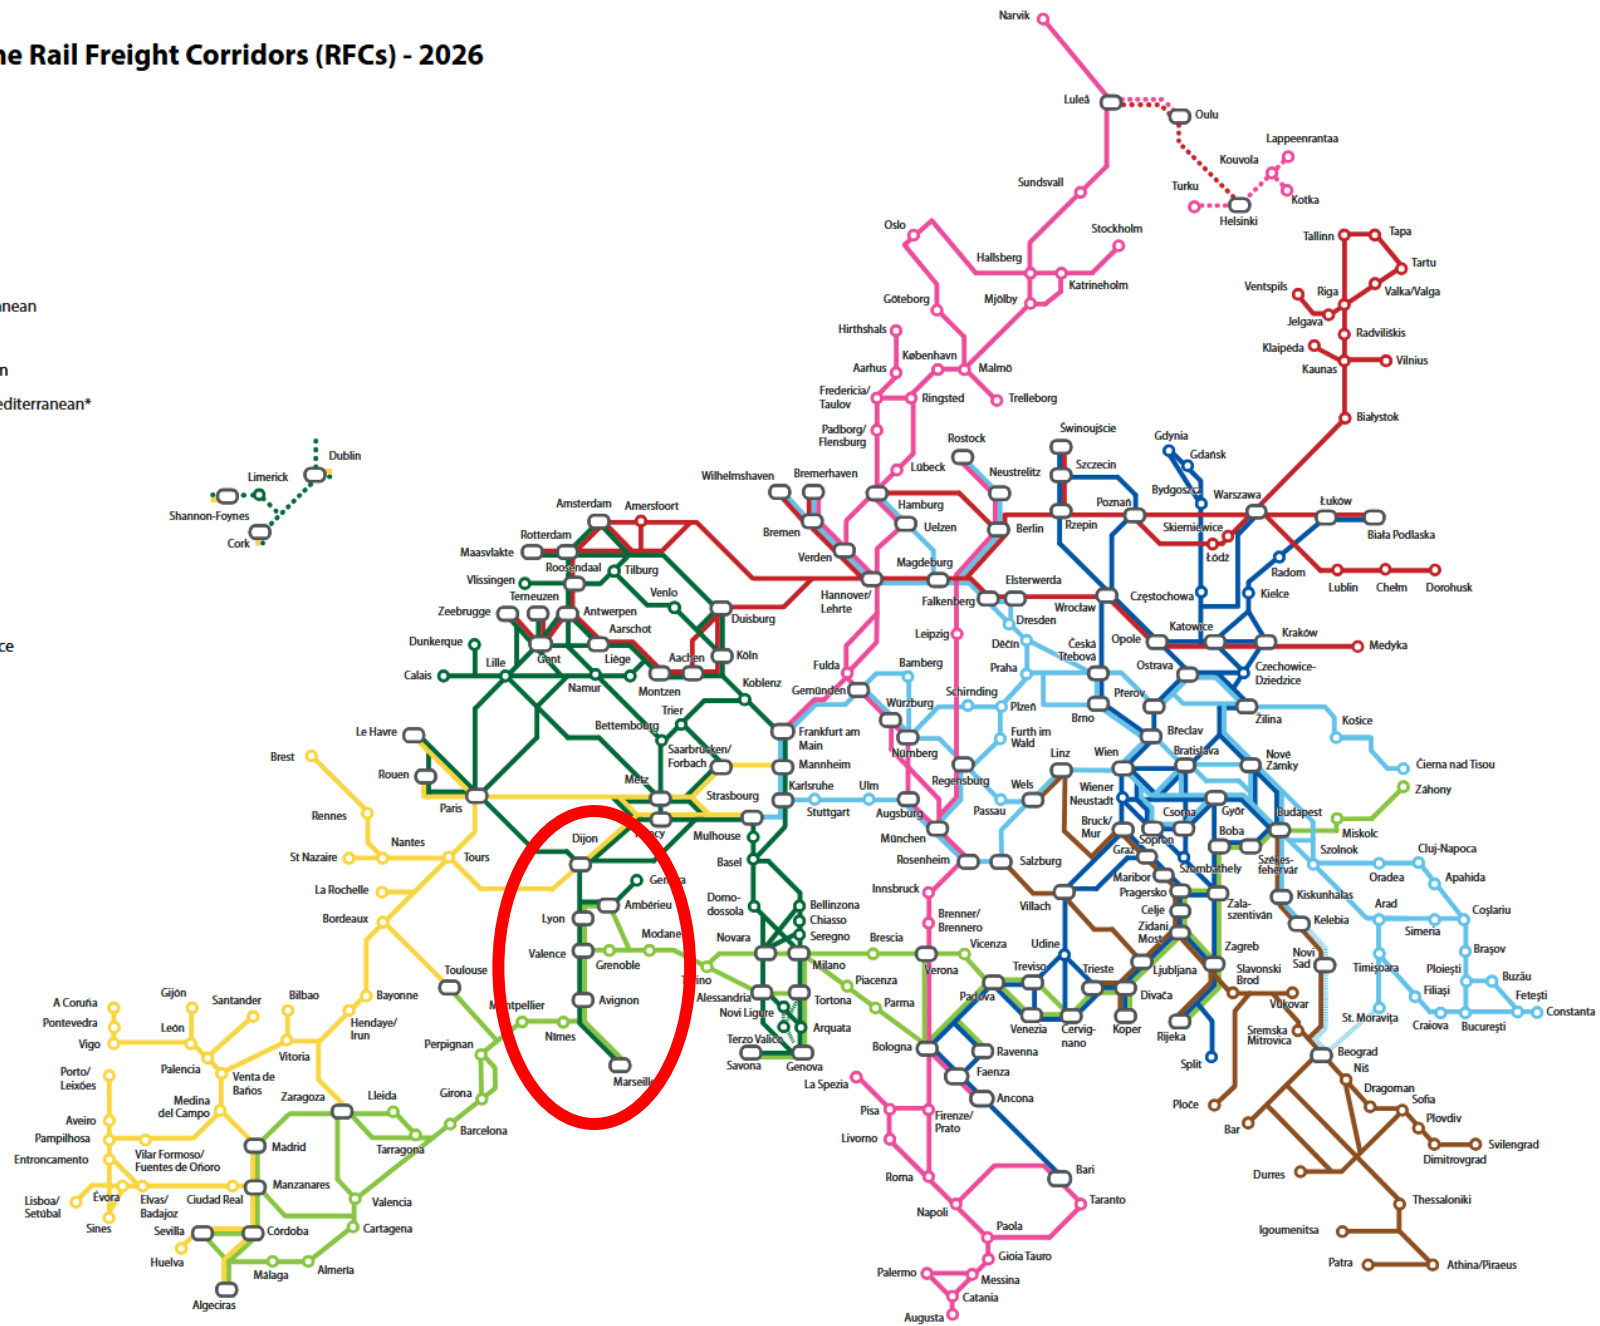 ne Rail Freight Corridors (RFCs) - 2026
nean
n
editerranean*
ce
Narvik
Luleå
Oulu
Lappeenrantaa
Kouvola
Turku
Kotka
Helsinki
Sundsvall
Oslo
Stockholm
Hallsberg
Katrineholm
Mjölby
Göteborg
Tallinn
Tapa
Tartu
Ventspils
Riga
Valka/Valga
Jelgava
Radviliškis
Klaipėda
Vilnius
Kaunas
Białystok
Hirthshals
København
Aarhus
Malmö
Fredericia/
Taulov
Ringsted
Trelleborg
Padborg/
Flensburg
Lübeck
Rostock
Neustrelitz
Świnoujście
Szczecin
Gdynia
Gdańsk
Bydgoszcz
Warszawa
Łuków
Poznań
Skierniewice
Rzepin
Biała Podlaska
Łódź
Radom
Lublin
Chełm
Dorohusk
Dublin
Limerick
Shannon-Foynes
Cork
Wilhelmshaven
Bremerhaven
Hamburg
Uelzen
Berlin
Bremen
Verden
Magdeburg
Hannover/
Lehrte
Falkenberg
Elsterwerda
Wrocław
Częstochowa
Kielce
Amsterdam
Amersfoort
Rotterdam
Maasvlakte
Roosendaal
Tilburg
Vlissingen
Terneuzen
Venlo
Zeebrugge
Antwerpen
Aarschot
Duisburg
Dunkerque
Lille
Gent
Liège
Aachen
Köln
Calais
Namur
Montzen
Koblenz
Leipzig
Dresden
Děčín
Česká
Třebová
Opole
Katowice
Kraków
Medyka
Fulda
Bamberg
Praha
Ostrava
Czechowice-
Dziedzice
Gemünden
Würzburg
Schirnding
Plzeň
Přerov
Brno
Žilina
Košice
Trier
Bettembourg
Frankfurt am
Main
Nürnberg
Furth im
Wald
Břeclav
Le Havre
Saarbrücken/
Forbach
Mannheim
Regensburg
Linz
Wien
Bratislava
Nové
Zámky
Čierna nad Tisou
Brest
Rouen
Metz
Karlsruhe
Ulm
Wels
Wiener
Neustadt
Záhony
Paris
Strasbourg
Stuttgart
Augsburg
Passau
Csorna
Győr
Budapest
Rennes
Dijon
Mulhouse
München
Bruck/
Mur
Sopron
Boba
Miskolc
Nantes
St Nazaire
Tours
Basel
Rosenheim
Salzburg
Graz
Szombathely
Székes-
fehérvár
Szolnok
Cluj-Napoca
La Rochelle
Ambérieu
Domo-
dossola
Bellinzona
Innsbruck
Villach
Maribor
Pragersko
Oradea
Apahida
Bordeaux
Lyon
Chiasso
Celje
Zala-
szentiván
Kiskunhalas
Arad
Coşlariu
Modane
Novara
Seregno
Brenner/
Brennero
Zidani
Most
Kelebia
Simeria
Valence
Grenoble
Brescia
Vicenza
Udine
Zagreb
Novi
Sad
Braşov
Toulouse
Milano
Verona
Treviso
Trieste
Ljubljana
Slavonski
Brod
Timişoara
Ploieşti
Buzău
A Coruña
Gijón
Santander
Bilbao
Bayonne
Avignon
Alessandria
Tortona
Piacenza
Padova
Divača
Vukovar
Filiaşi
Feteşti
Pontevedra
León
Novi Ligure
Parma
Venezia
Cervig-
nano
Koper
Rijeka
Sremska
Mitrovica
St. Moraviţa
Craiova
Bucureşti
Constanta
Vigo
Hendaye/
Irun
Nîmes
Arquata
Split
Palencia
Vitoria
Perpignan
Terzo Valico
Bologna
Ravenna
Beograd
Porto/
Leixões
Venta de
Baños
Marseille
Savona
Genova
Faenza
Niš
Medina
del Campo
Zaragoza
Lleida
Girona
La Spezia
Ancona
Ploče
Dragoman
Sofia
Aveiro
Barcelona
Pisa
Firenze/
Prato
Bar
Plovdiv
Pampilhosa
Madrid
Tarragona
Livorno
Svilengrad
Entroncamento
Vilar Formoso/
Fuentes de Oñoro
Roma
Bari
Durres
Dimitrovgrad
Lisboa/
Setúbal
Évora
Elvas/
Badajoz
Ciudad Real
Manzanares
Valencia
Napoli
Taranto
Thessaloniki
Sines
Sevilla
Córdoba
Cartagena
Paola
Igoumenitsa
Huelva
Málaga
Almería
Gioia Tauro
Patra
Athina/Piraeus
Algeciras
Palermo
Messina
Catania
Augusta